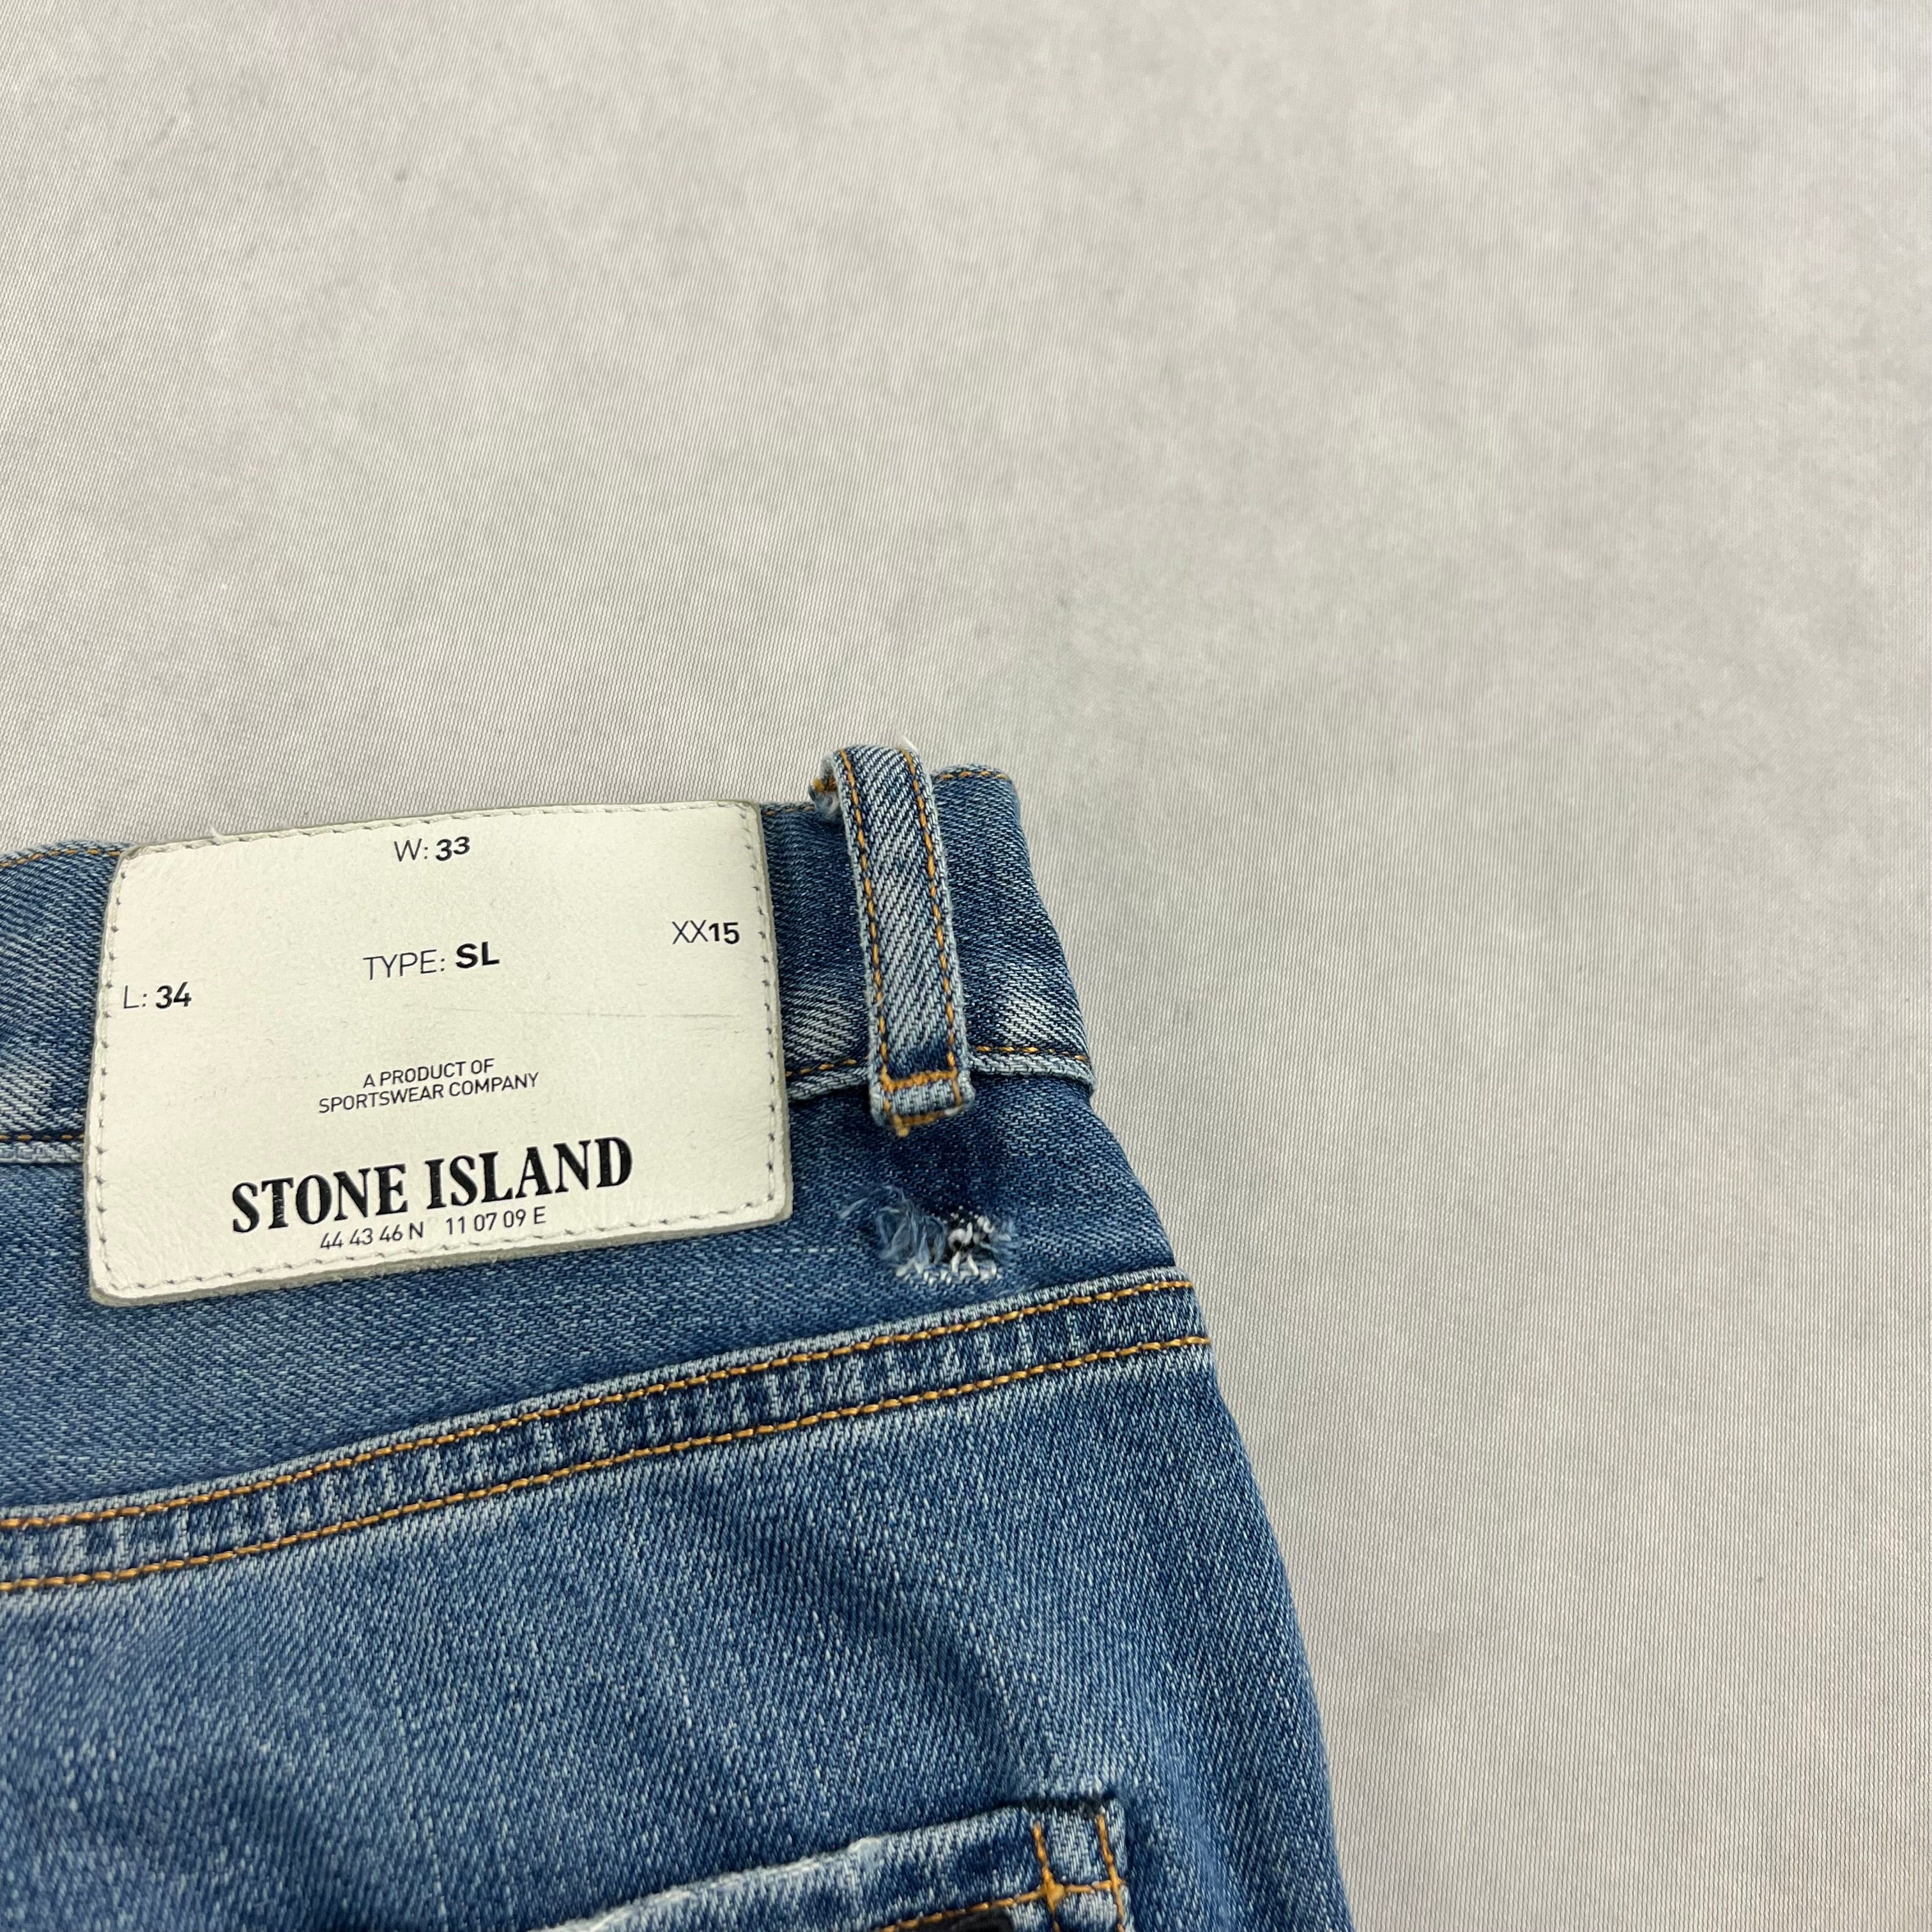 W: 33
XX15
TYPE: SL
L: 34
A PRODUCT OF
SPORTSWEAR COMPANY
STONE ISLAND
44 43 46 N 11 07 09 E